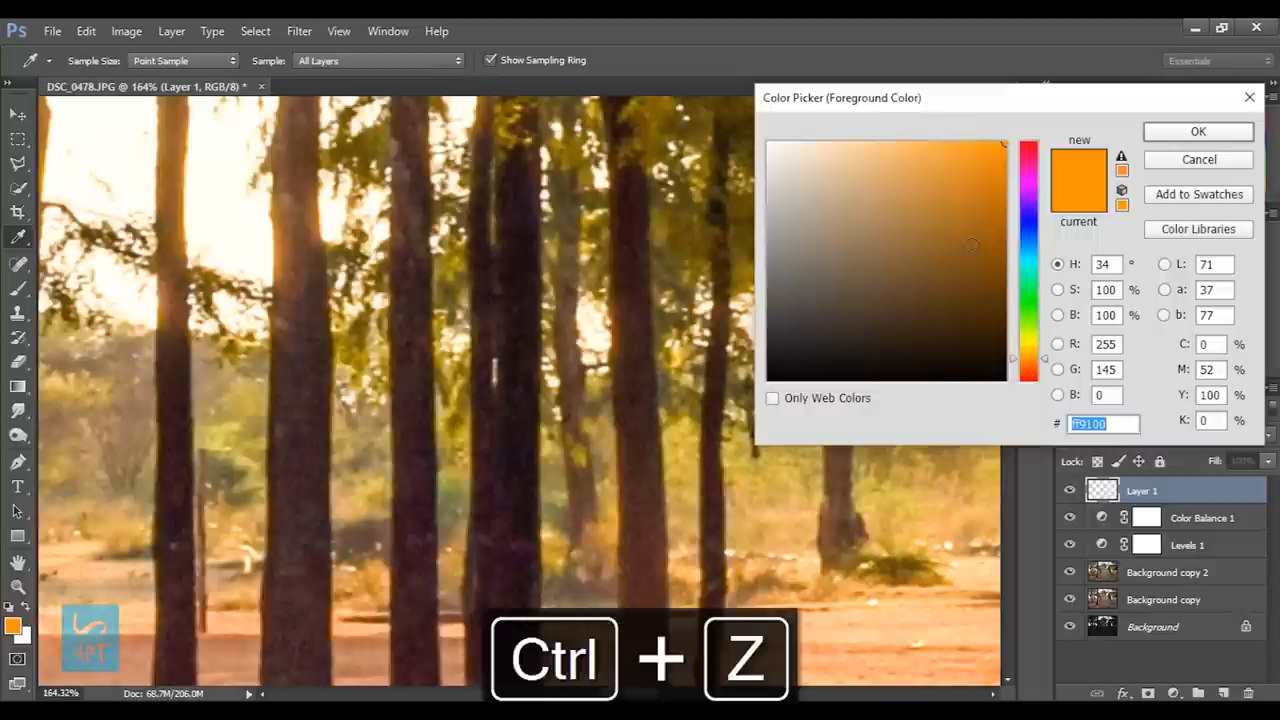 Ps File Edit Image Layer Type Select Filter View Window Help
Sample Size: Point Sample Sample: All Layers Show Sampling Ring Essentials
DSC_0478.JPG @ 164% (Layer 1, RGB/8) * ×
Color Picker (Foreground Color)
new
current
OK
Cancel
Add to Swatches
Color Libraries
H: 34 ° L: 71
S: 100 % a: 37
B: 100 % b: 77
R: 255 C: 0 %
G: 145 M: 52 %
B: 0 Y: 100 %
# ff9100 K: 0 %
Only Web Colors
Lock: Fill: 100%
Layer 1
Color Balance 1
Levels 1
Background copy 2
Background copy
Background
4PT
Ctrl + Z
164.32% Doc: 68.7M/206.0M
fx